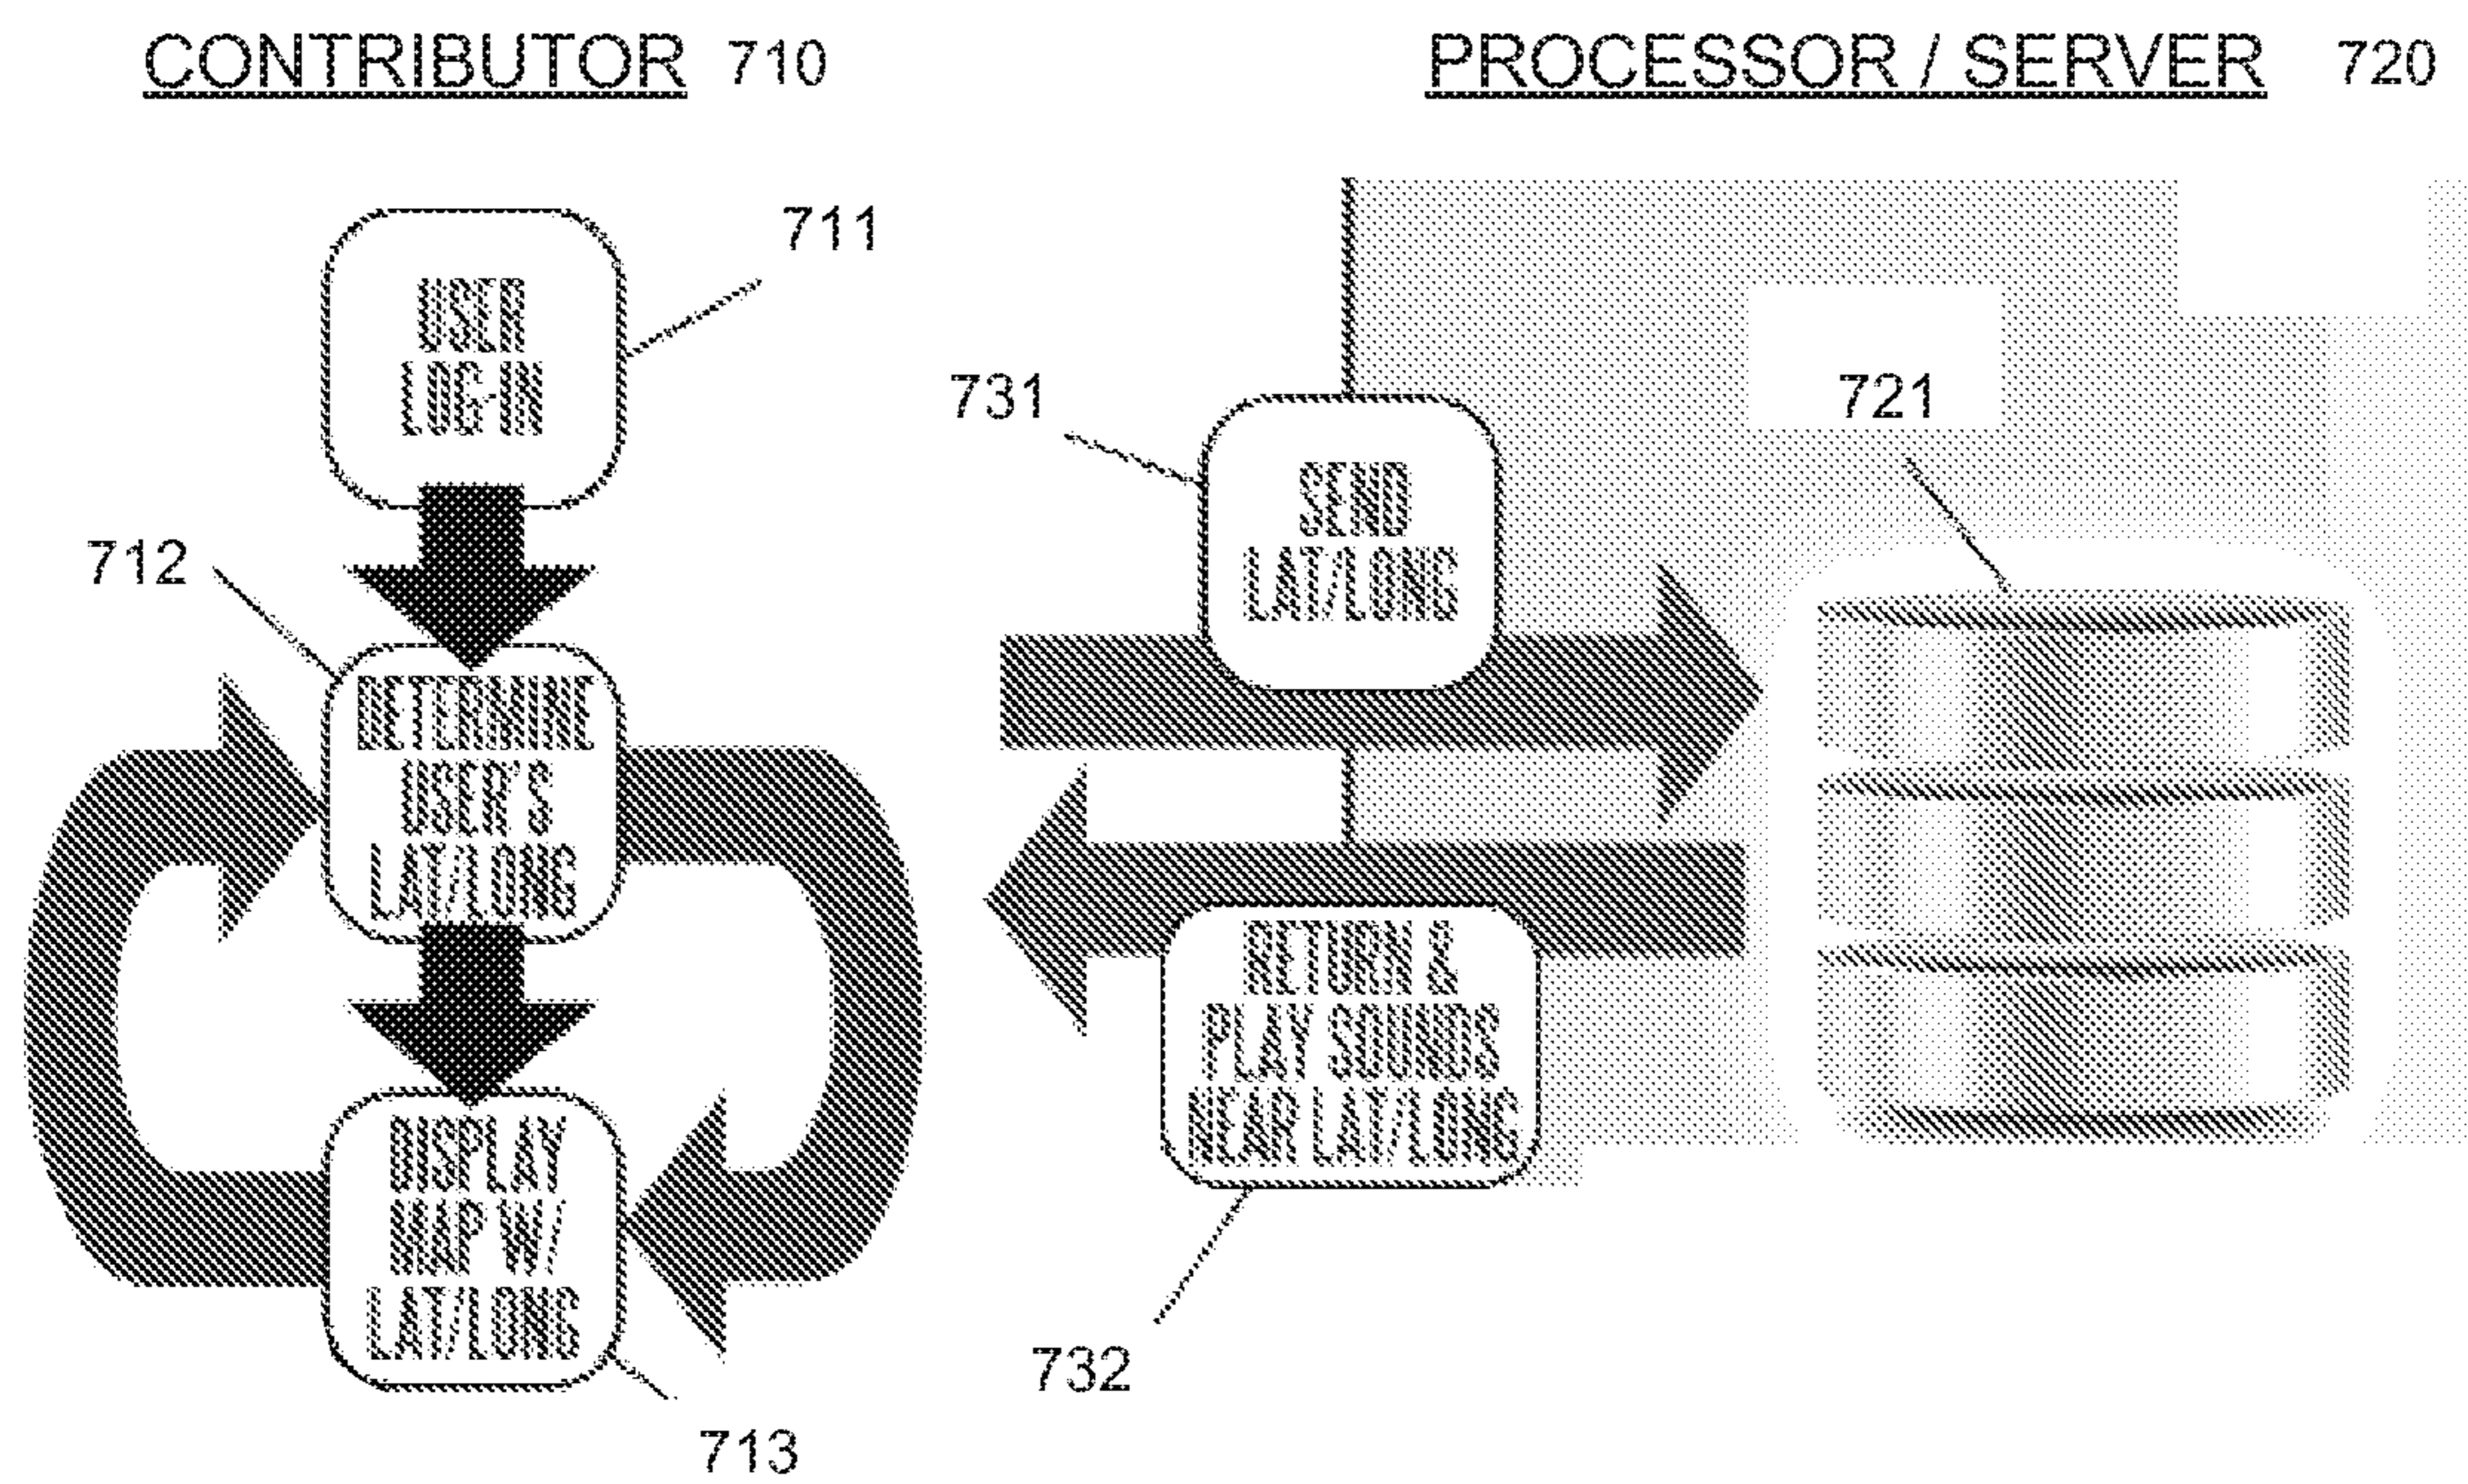 CONTRIBUTOR 710
PROCESSOR / SERVER 720
711
USER
LOG-IN
712
DETERMINE
USER'S
LAT/LONG
DISPLAY
MAP W/
LAT/LONG
713
731
SEND
LAT/LONG
721
RETURN &
PLAY SOUNDS
NEAR LAT/LONG
732